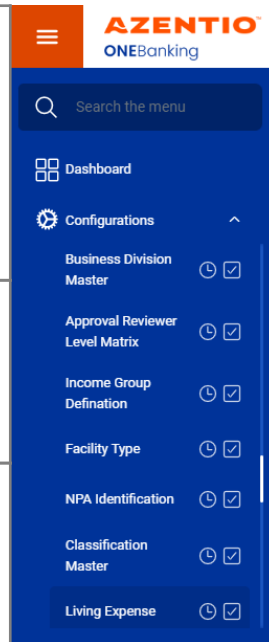 AZENTIO
ONEBanking
Search the menu
Dashboard
Configurations
Business Division
Master
Approval Reviewer
Level Matrix
Income Group
Defination
Facility Type
NPA Identification
Classification
Master
Living Expense